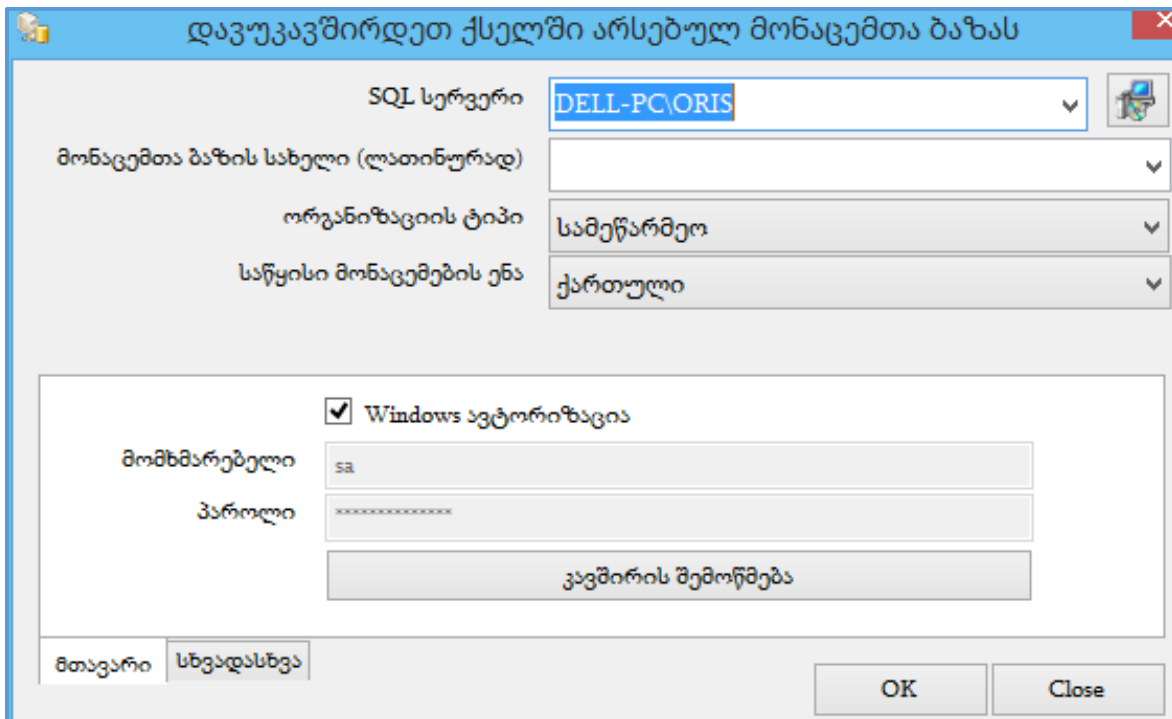 დავუკავშირდეთ ქსელში არსებულ მონაცემთა ბაზას
SQL სერვერი DELL-PC\ORIS
მონაცემთა ბაზის სახელი (ლათინურად)
ორგანიზაციის ტიპი სამეწარმეო
საწყისი მონაცემების ენა ქართული
Windows ავტორიზაცია
მომხმარებელი sa
პაროლი **************
კავშირის შემოწმება
მთავარი სხვადასხვა
OK Close